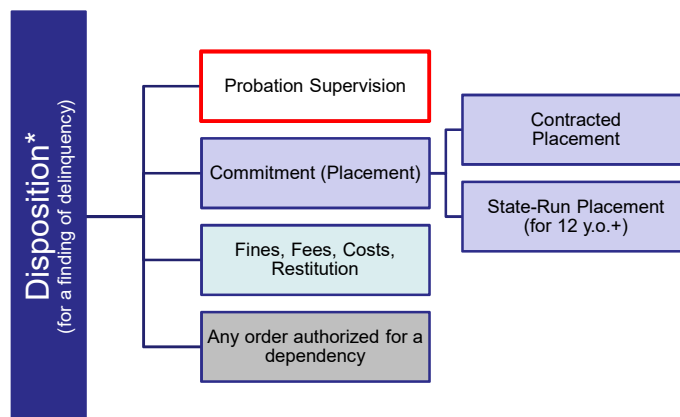 Disposition*
(for a finding of delinquency)
Probation Supervision
Commitment (Placement)
Contracted
Placement
State-Run Placement
(for 12 y.o.+)
Fines, Fees, Costs,
Restitution
Any order authorized for a
dependency